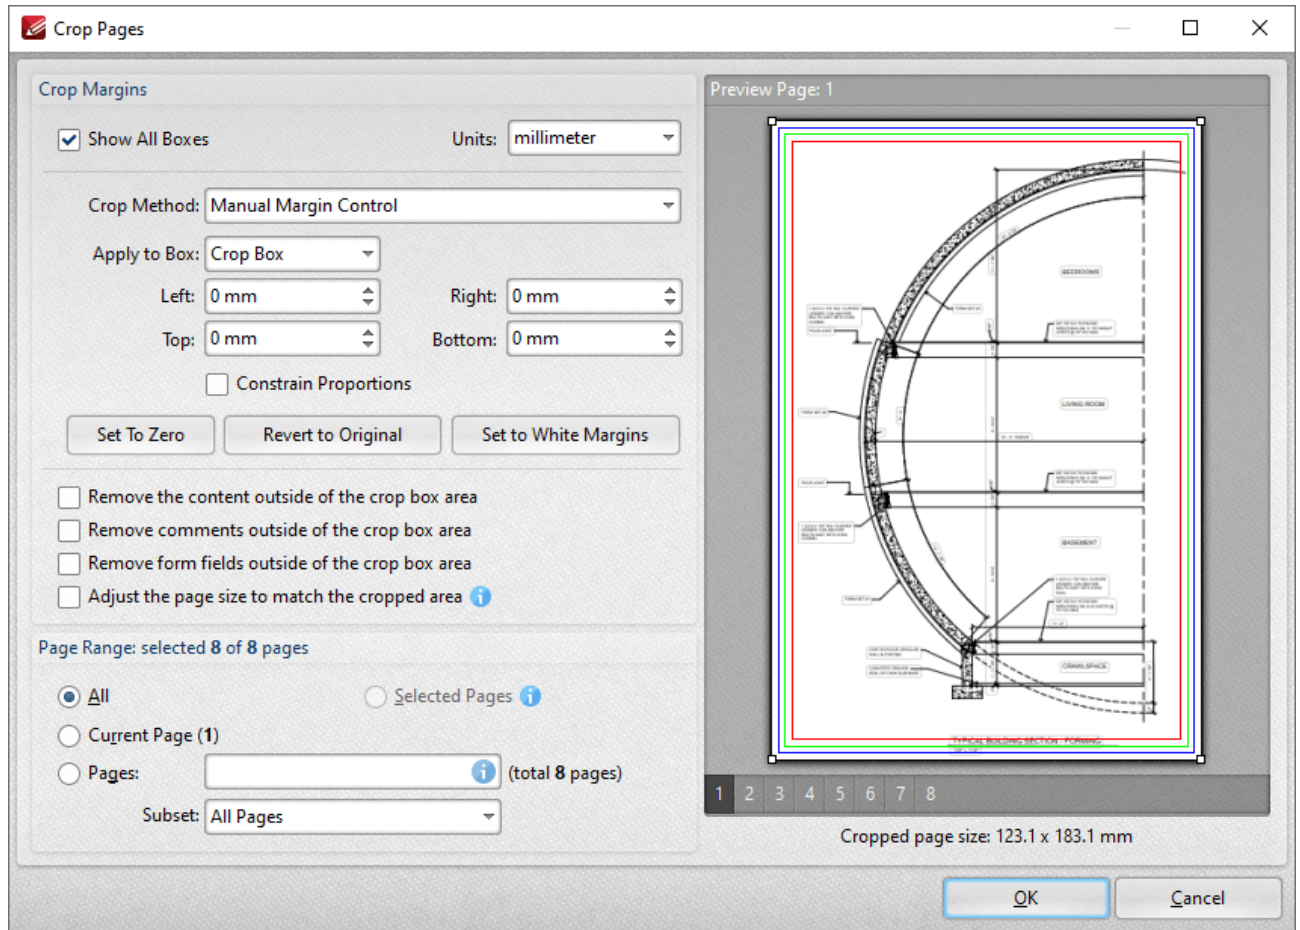 Crop Pages
Crop Margins
Show All Boxes
Units: millimeter
Crop Method: Manual Margin Control
Apply to Box: Crop Box
Left: 0 mm
Right: 0 mm
Top: 0 mm
Bottom: 0 mm
Constrain Proportions
Set To Zero
Revert to Original
Set to White Margins
Remove the content outside of the crop box area
Remove comments outside of the crop box area
Remove form fields outside of the crop box area
Adjust the page size to match the cropped area
Page Range: selected 8 of 8 pages
All
Selected Pages
Current Page (1)
Pages:
(total 8 pages)
Subset: All Pages
Preview Page: 1
BEDROOMS
LIVING ROOM
BASEMENT
CRAWLSPACE
TYPICAL BUILDING SECTION - FORMING
1 2 3 4 5 6 7 8
Cropped page size: 123.1 x 183.1 mm
OK
Cancel